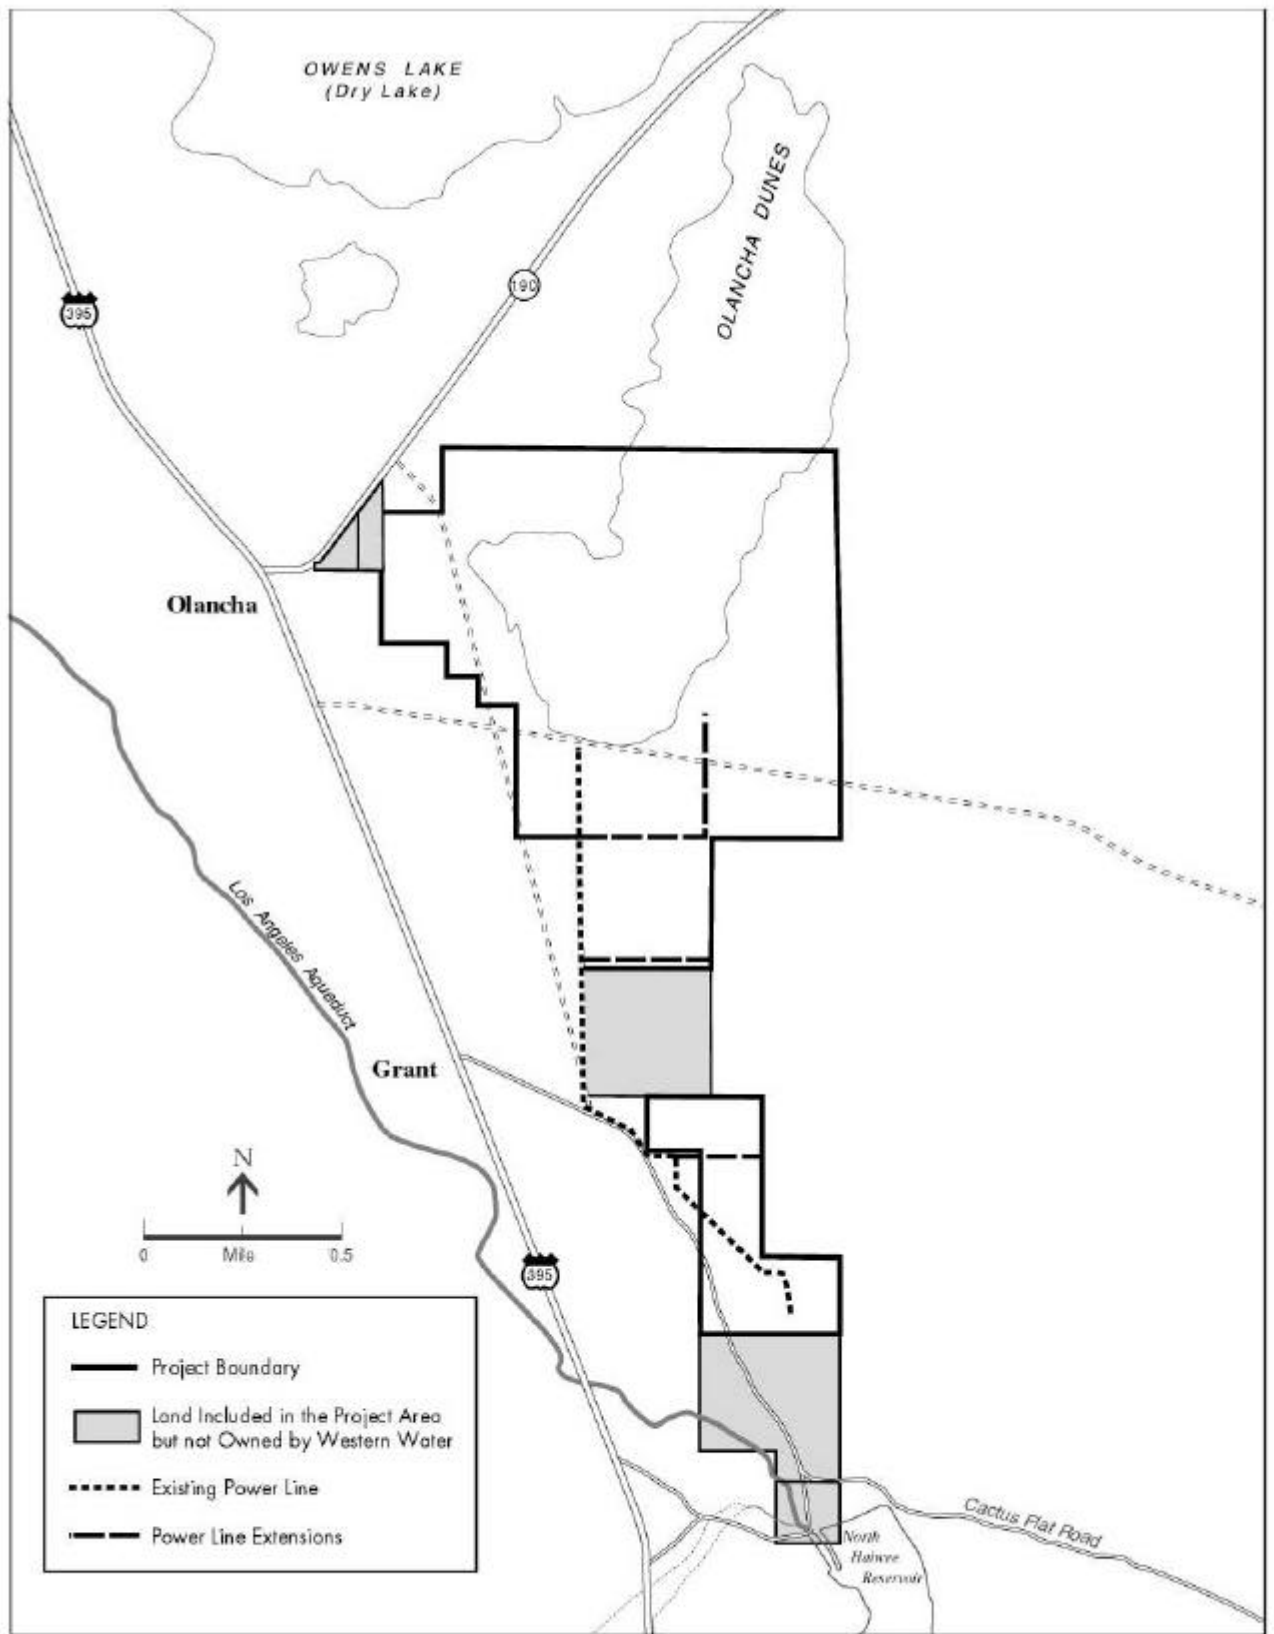 OWENS LAKE
(Dry Lake)
OLANCHA DUNES
190
395
Olancha
Los Angeles Aqueduct
Grant
N
0 Mile 0.5
395
LEGEND
Project Boundary
Land Included in the Project Area
but not Owned by Western Water
Existing Power Line
Power Line Extensions
Cactus Flat Road
North
Haiwee
Reservoir